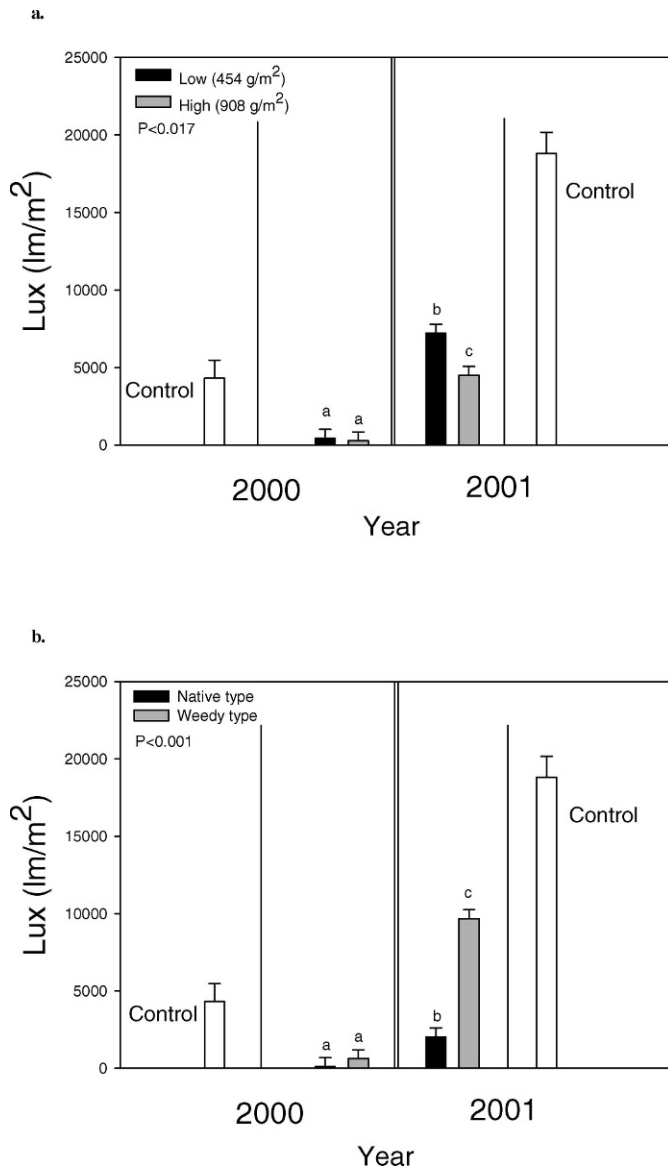 a.
25000
20000
15000
10000
5000
0
Lux (lm/m²)
Low (454 g/m²)
High (908 g/m²)
P<0.017
Control
a a
b
c
Control
2000 2001
Year
b.
25000
20000
15000
10000
5000
0
Lux (lm/m²)
Native type
Weedy type
P<0.001
Control
a a
b
c
Control
2000 2001
Year